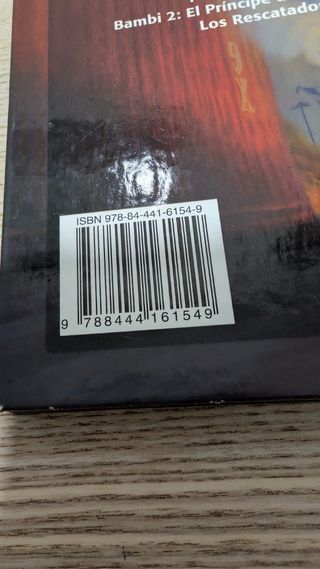 Bambi 2: El Príncipe
Los Rescatado
ISBN 978-84-441-6154-9
9 788444 161549